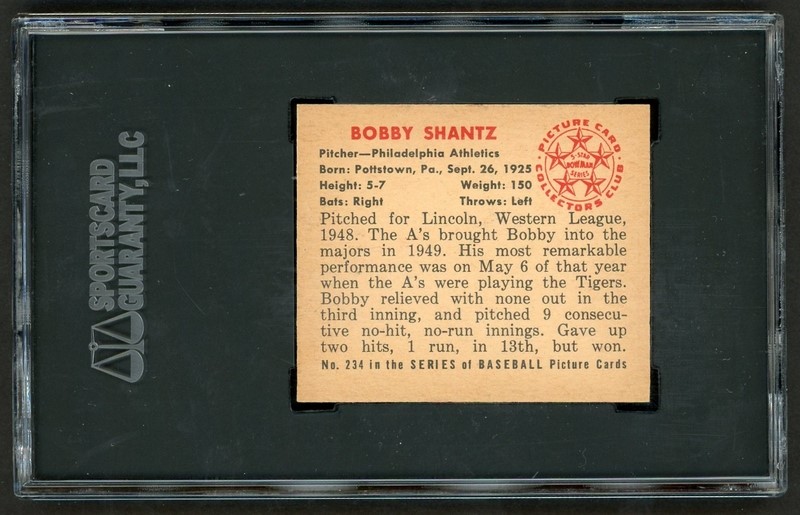 SPORTSCARD
GUARANTY, LLC
BOBBY SHANTZ
Pitcher—Philadelphia Athletics
Born: Pottstown, Pa., Sept. 26, 1925
Height: 5-7 Weight: 150
Bats: Right Throws: Left
PICTURE CARD
COLLECTORS CLUB
5-STAR
BOWMAN
SERIES
Pitched for Lincoln, Western League,
1948. The A's brought Bobby into the
majors in 1949. His most remarkable
performance was on May 6 of that year
when the A's were playing the Tigers.
Bobby relieved with none out in the
third inning, and pitched 9 consecu-
tive no-hit, no-run innings. Gave up
two hits, 1 run, in 13th, but won.
No. 234 in the SERIES of BASEBALL Picture Cards